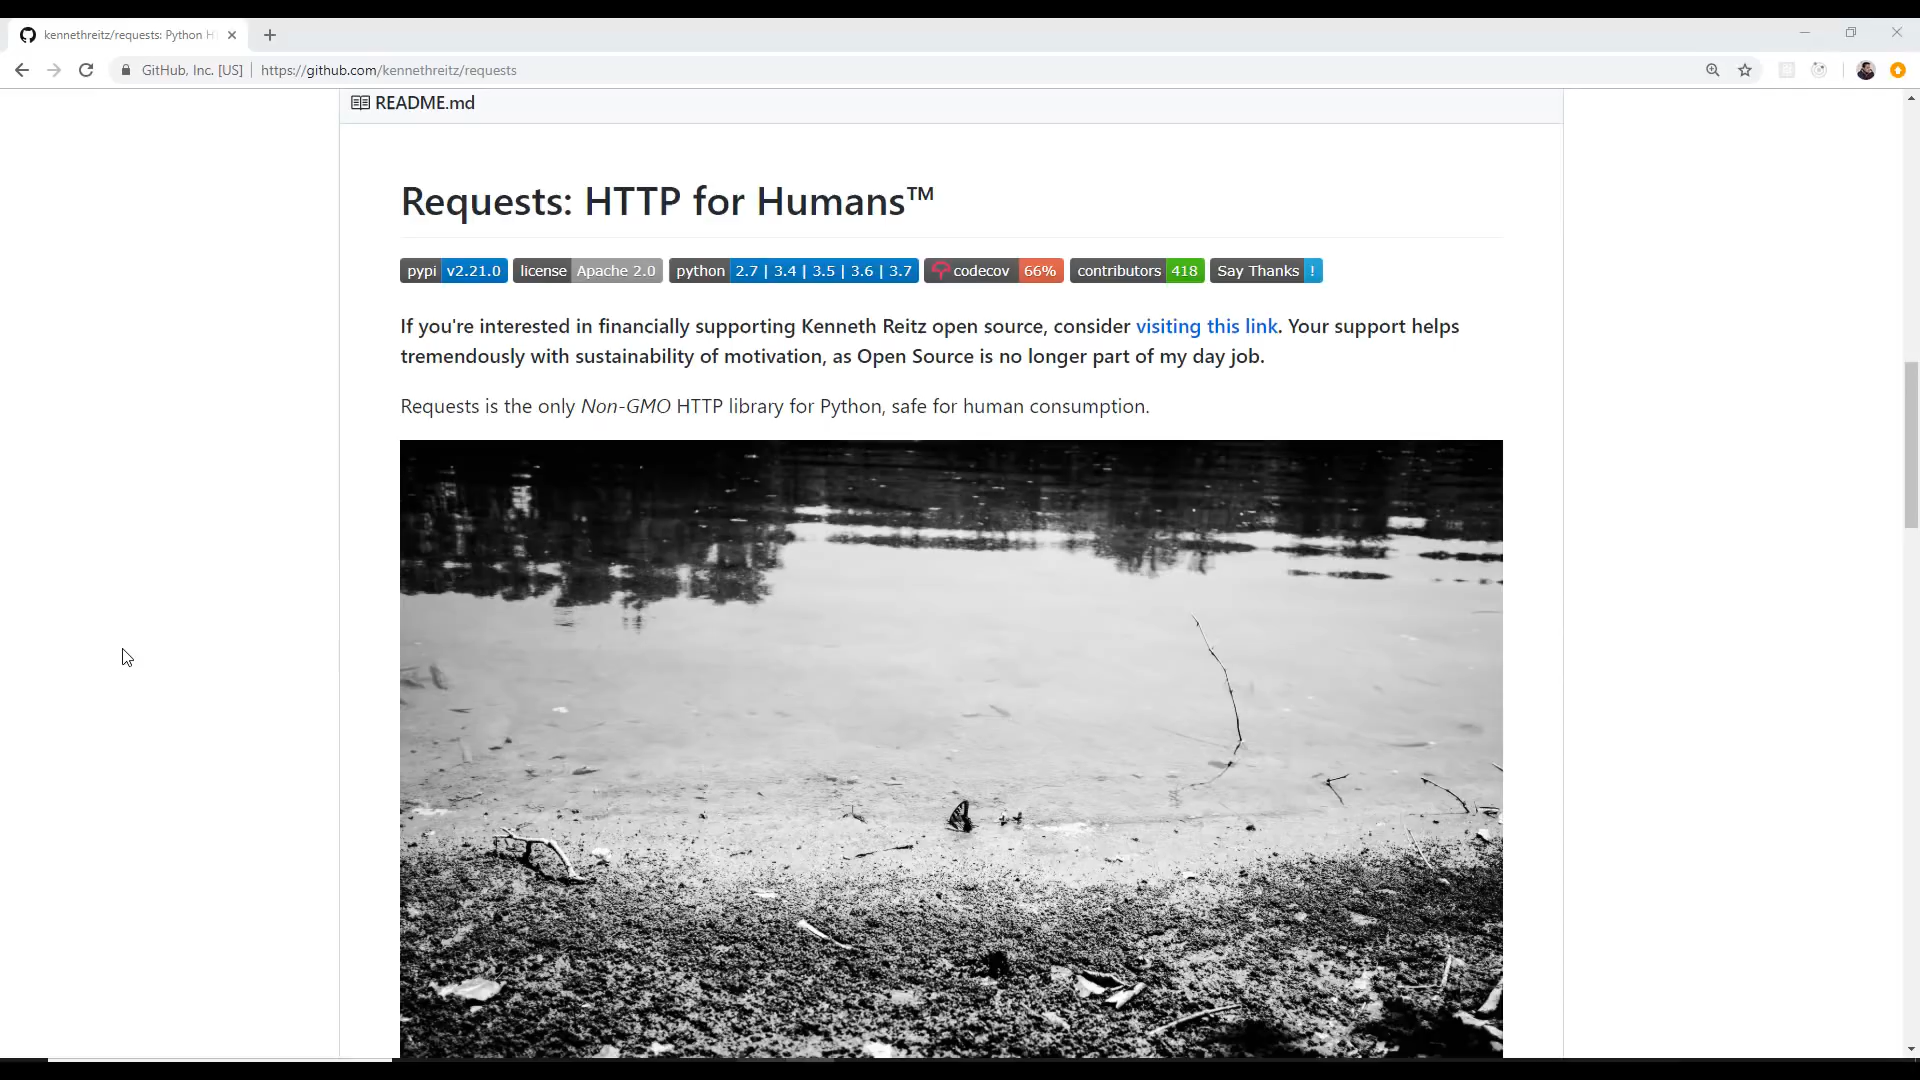 kennethreitz/requests: Python H
GitHub, Inc. [US] | https://github.com/kennethreitz/requests
README.md
Requests: HTTP for Humans™
pypi v2.21.0 license Apache 2.0 python 2.7 | 3.4 | 3.5 | 3.6 | 3.7 codecov 66% contributors 418 Say Thanks !
If you're interested in financially supporting Kenneth Reitz open source, consider visiting this link. Your support helps
tremendously with sustainability of motivation, as Open Source is no longer part of my day job.
Requests is the only Non-GMO HTTP library for Python, safe for human consumption.